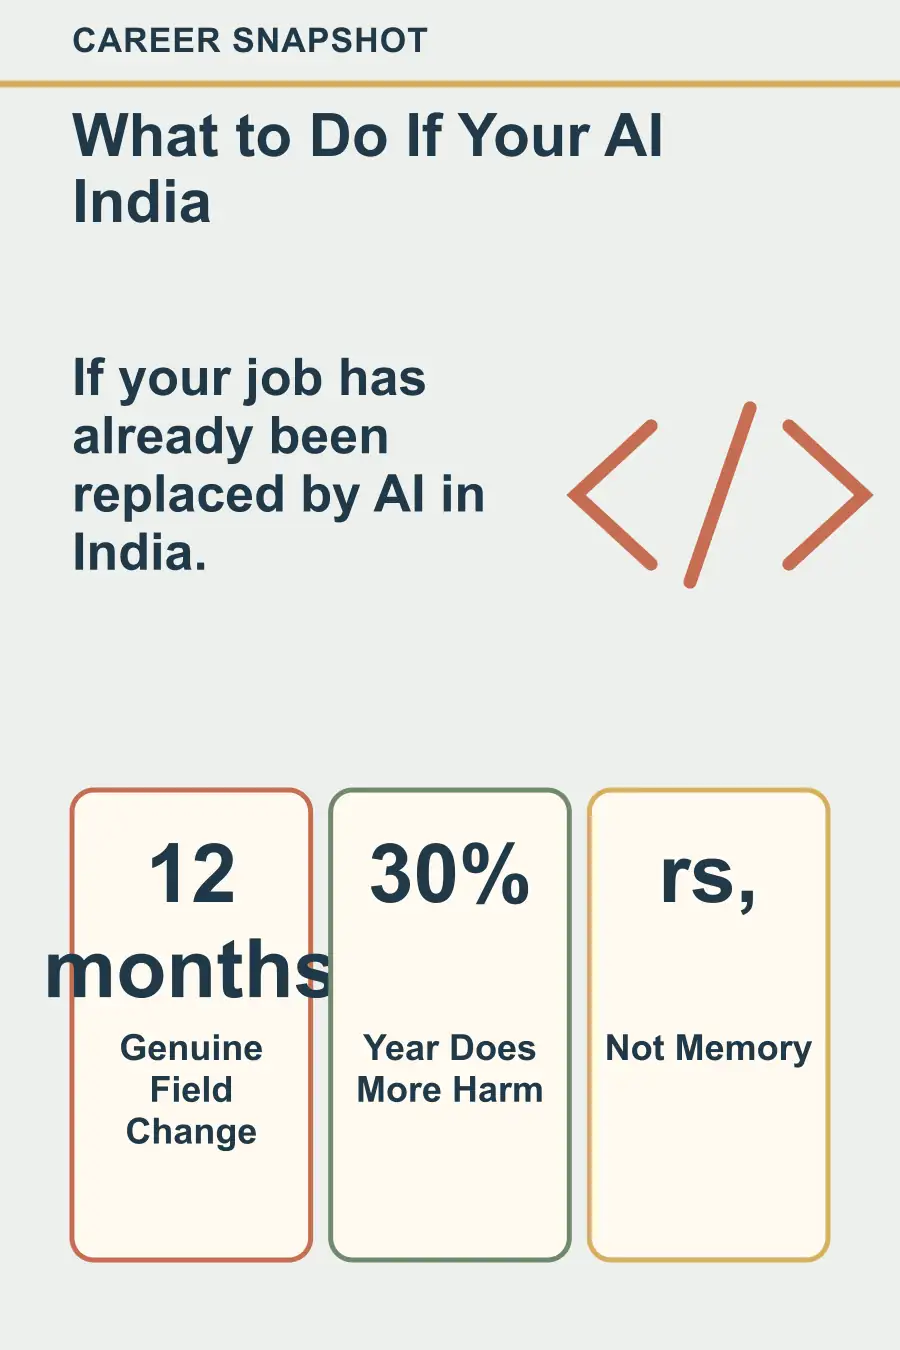 CAREER SNAPSHOT
What to Do If Your AI
India
If your job has
already been
replaced by AI in
India.
12
months
Genuine
Field
Change
30%
Year Does
More Harm
rs,
Not Memory